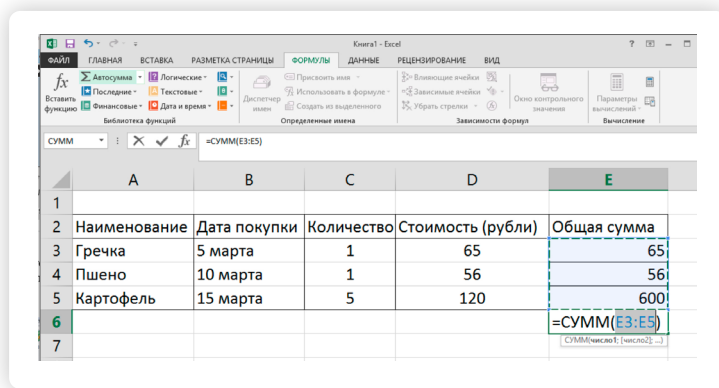 Книга1 - Excel
ФАЙЛ ГЛАВНАЯ ВСТАВКА РАЗМЕТКА СТРАНИЦЫ ФОРМУЛЫ ДАННЫЕ РЕЦЕНЗИРОВАНИЕ ВИД
fx Вставить функцию
Σ Автосумма Логические
Последние Текстовые
Финансовые Дата и время
Библиотека функций
Диспетчер имен
Присвоить имя
Использовать в формуле
Создать из выделенного
Определенные имена
Влияющие ячейки
Зависимые ячейки
Убрать стрелки
Окно контрольного значения
Зависимости формул
Параметры вычислений
Вычисление
СУММ fx =СУММ(E3:E5)
A B C D E
1
2 Наименование Дата покупки Количество Стоимость (рубли) Общая сумма
3 Гречка 5 марта 1 65 65
4 Пшено 10 марта 1 56 56
5 Картофель 15 марта 5 120 600
6 =СУММ(E3:E5)
СУММ(число1; [число2]; ...)
7